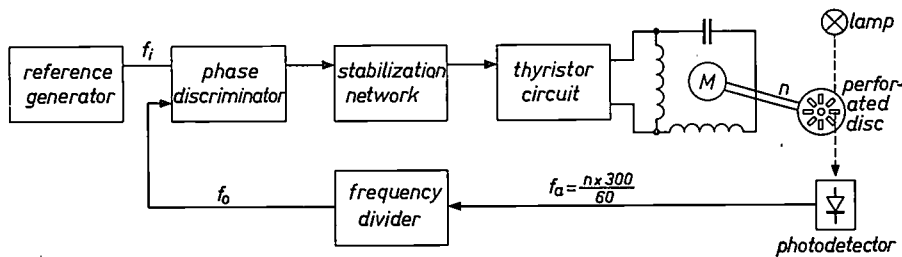 lamp
reference
generator
f_i
phase
discriminator
stabilization
network
thyristor
circuit
M
n
perfor-
ated
disc
f_o
frequency
divider
f_a = n x 300
60
photodetector